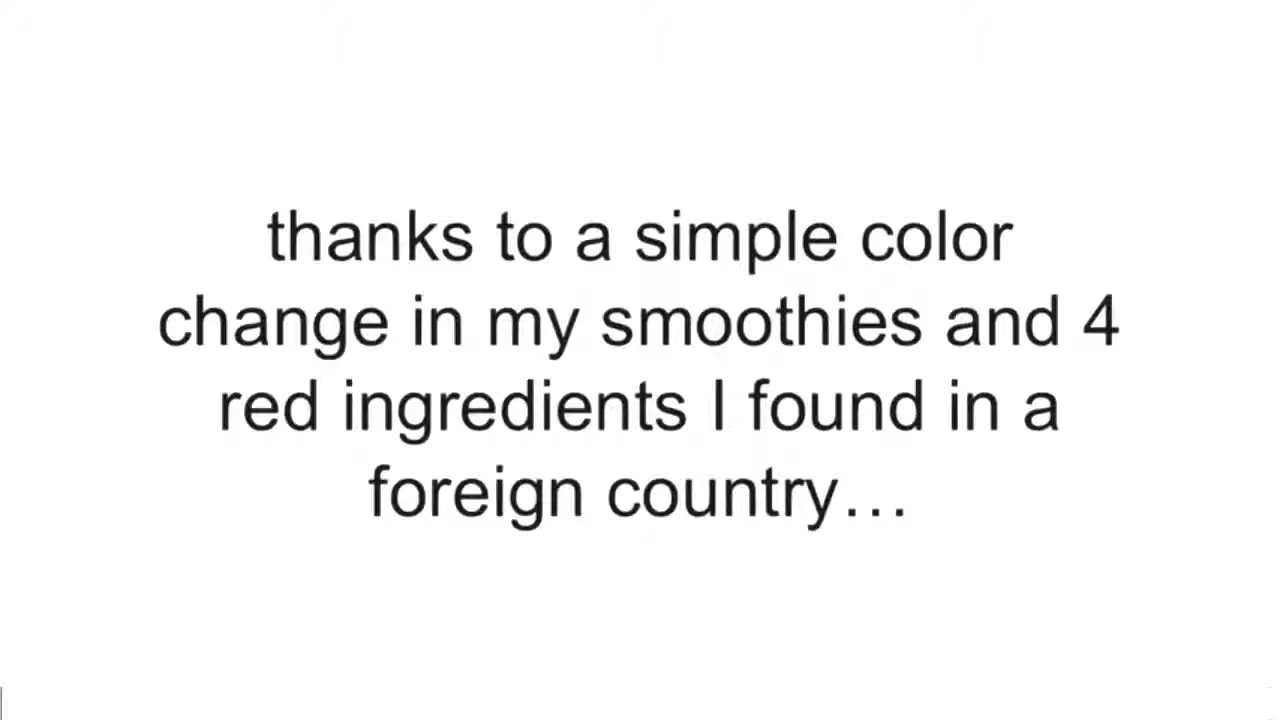 thanks to a simple color
change in my smoothies and 4
red ingredients I found in a
foreign country…